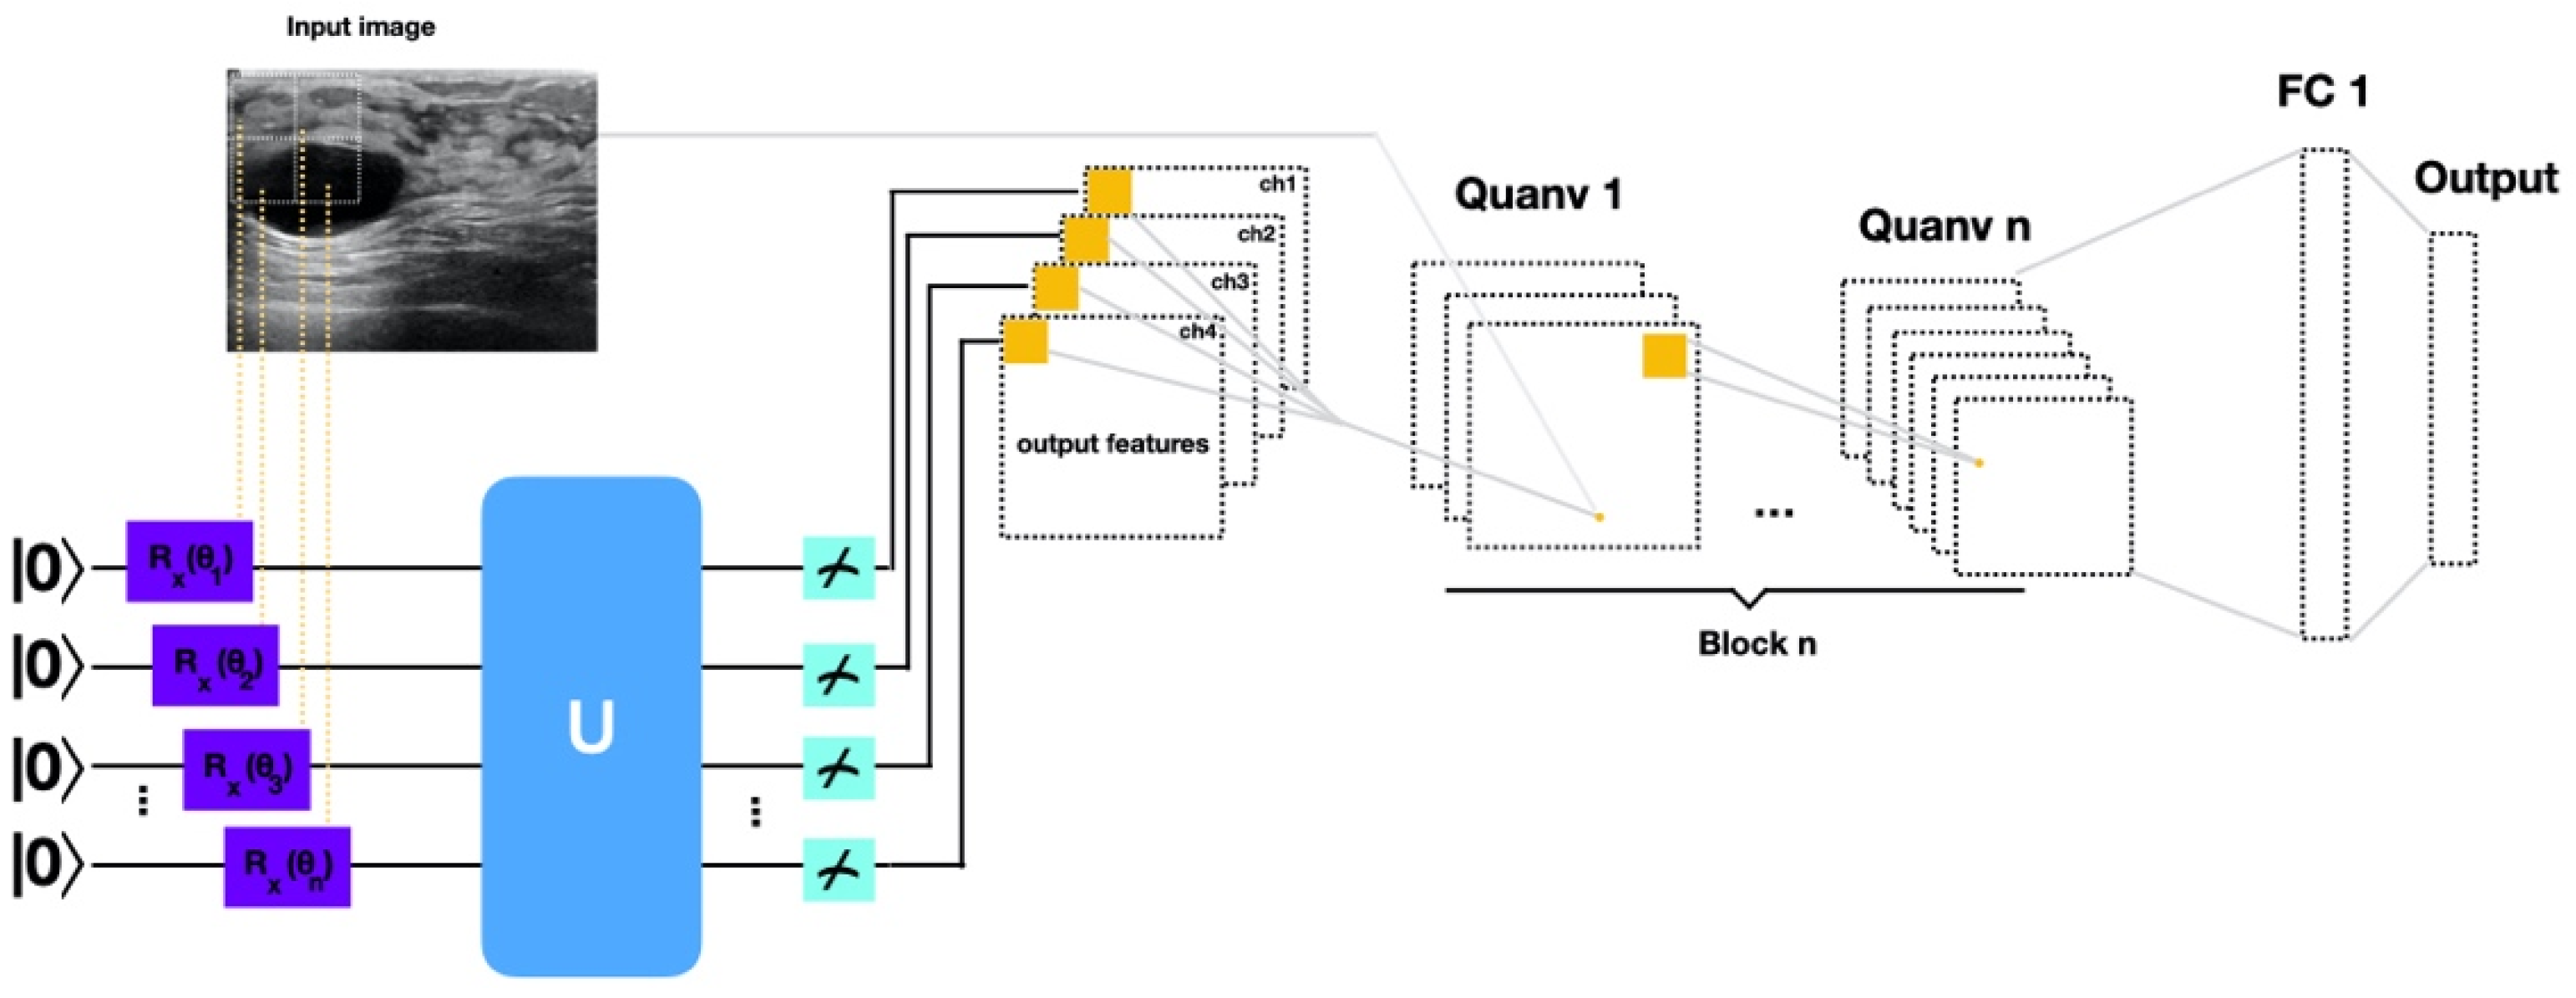 Input image
FC 1
Output
Quanv 1
Quanv n
ch1
ch2
ch3
ch4
output features
...
Block n
|0⟩ Rx(θ1)
|0⟩ Rx(θ2)
U
|0⟩ Rx(θ3)
|0⟩ Rx(θn)